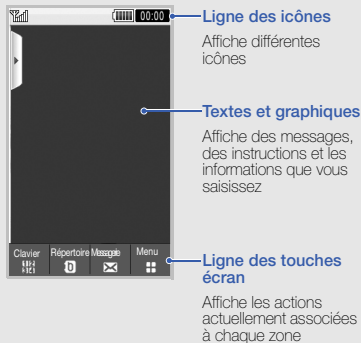 00:00
Ligne des icônes
Affiche différentes
icônes
Textes et graphiques
Affiche des messages,
des instructions et les
informations que vous
saisissez
Clavier Répertoire Messagerie Menu
Ligne des touches
écran
Affiche les actions
actuellement associées
à chaque zone